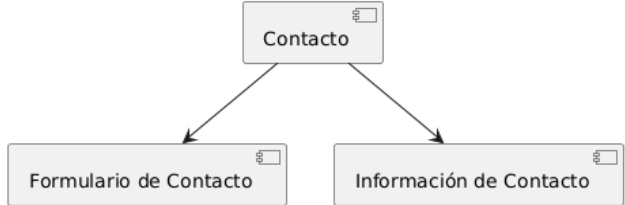 Contacto
Formulario de Contacto
Información de Contacto